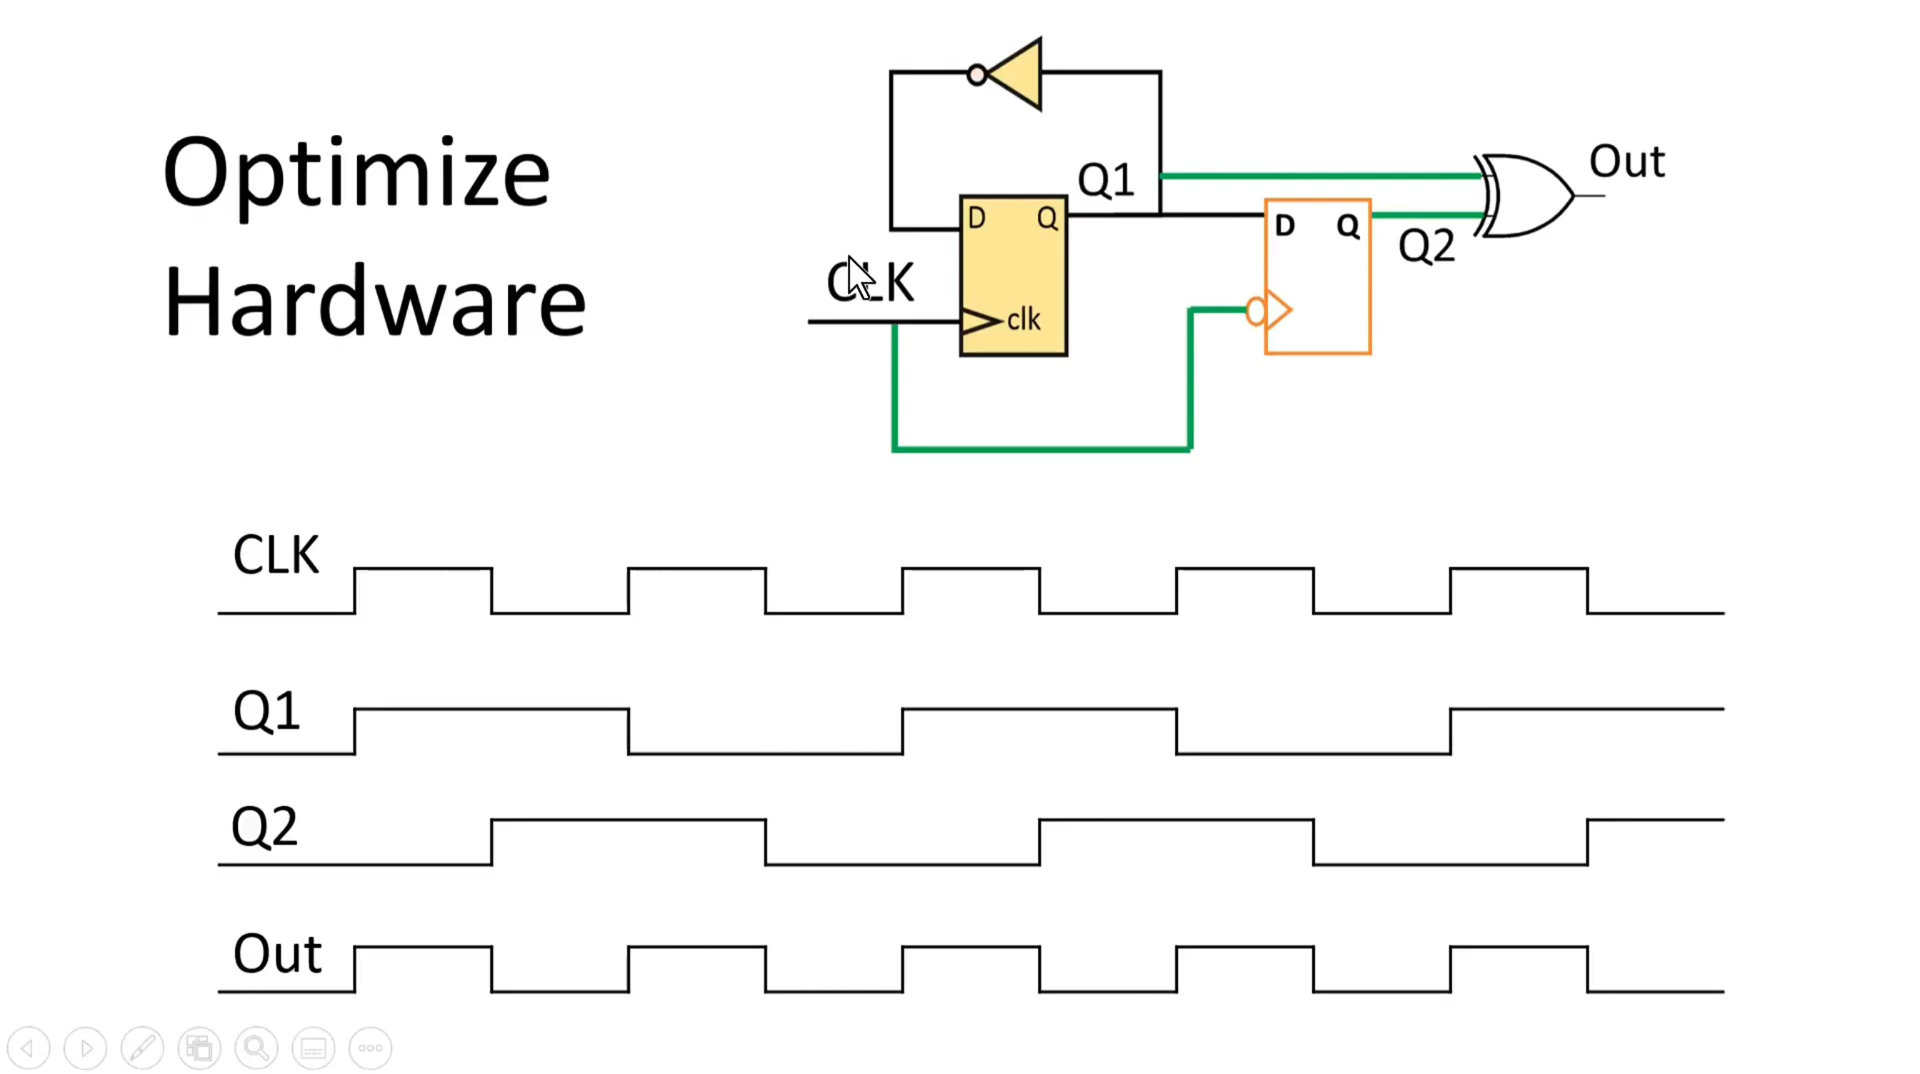 Optimize
Hardware
Out
Q1
D Q
D Q
Q2
CLK
clk
CLK
Q1
Q2
Out